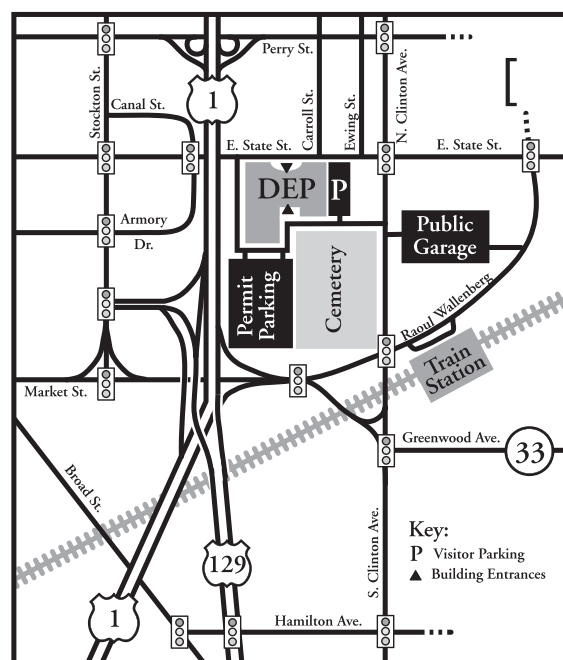 Perry St.
1
Stockton St.
Canal St.
Carroll St.
Ewing St.
N. Clinton Ave.
E. State St.
E. State St.
DEP
P
Armory
Dr.
Public
Garage
Permit
Parking
Cemetery
Raoul Wallenberg
Train
Station
Market St.
Greenwood Ave.
33
Broad St.
S. Clinton Ave.
Key:
P Visitor Parking
Building Entrances
129
1
Hamilton Ave.